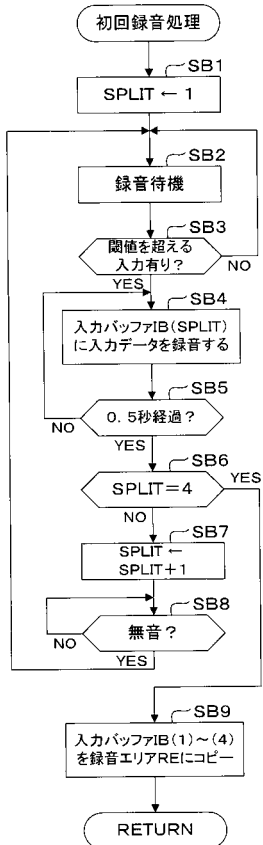 初回録音処理
SB1
SPLIT ← 1
SB2
録音待機
SB3
閾値を超える
入力有り?
NO
YES
SB4
入力バッファIB(SPLIT)
に入力データを録音する
SB5
0.5秒経過?
NO
YES
SB6
YES
SPLIT=4
NO
SB7
SPLIT ←
SPLIT+1
SB8
無音?
NO
YES
SB9
入力バッファIB(1)~(4)
を録音エリアREにコピー
RETURN